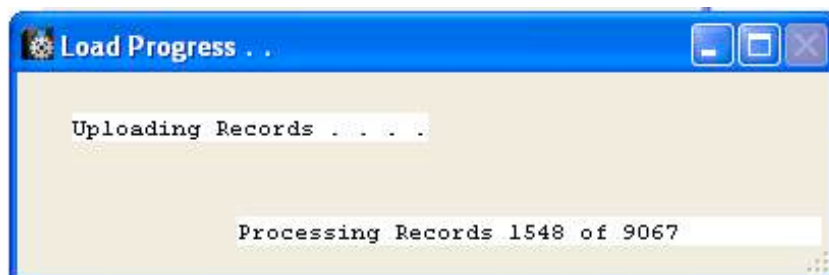 Load Progress . .
Uploading Records . . . .
Processing Records 1548 of 9067